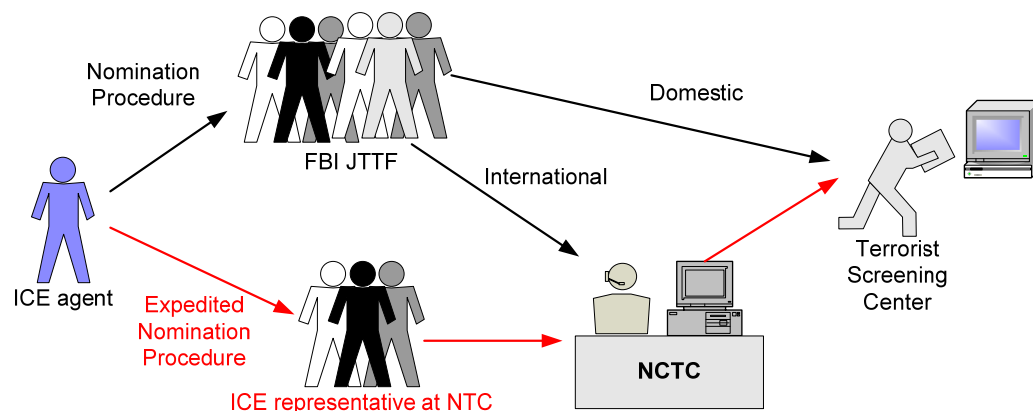 Nomination
Procedure
FBI JTTF
Domestic
International
ICE agent
Expedited
Nomination
Procedure
ICE representative at NTC
NCTC
Terrorist
Screening
Center